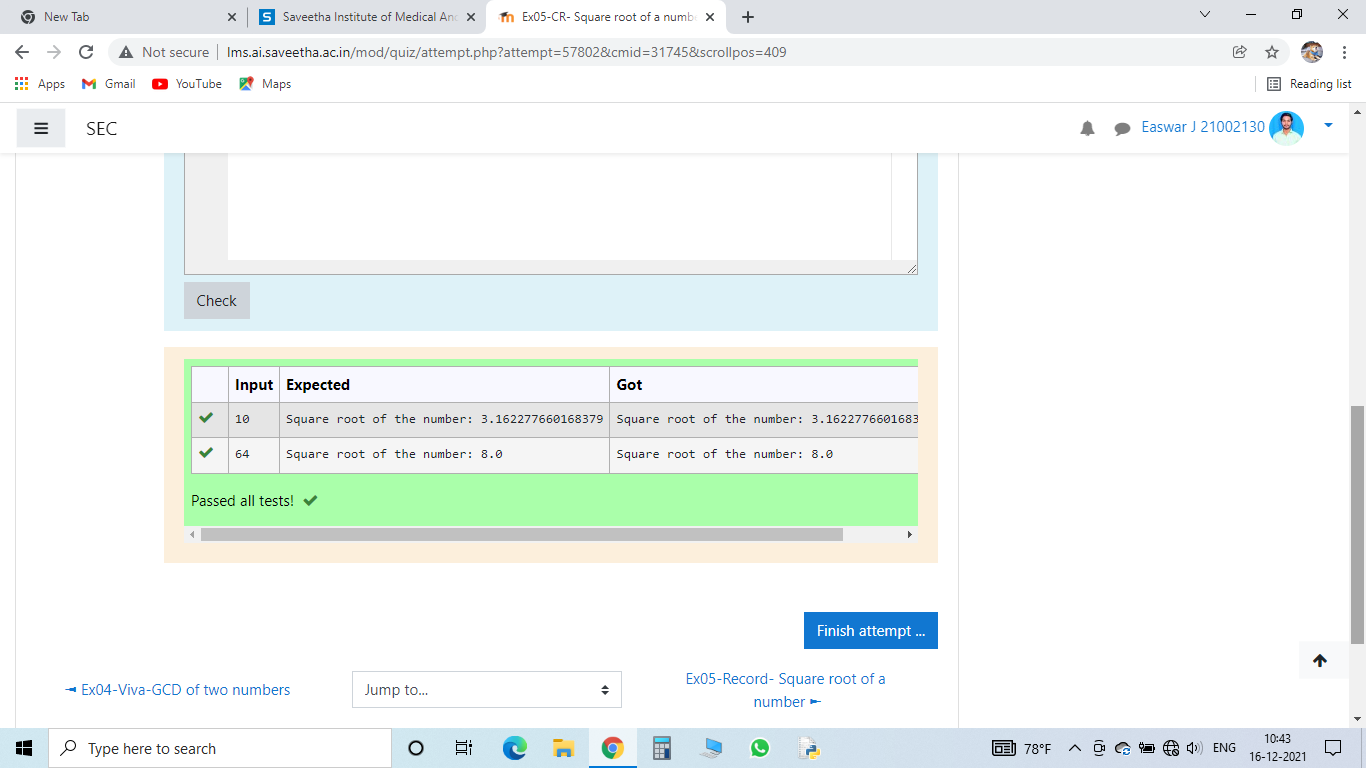 New Tab
Saveetha Institute of Medical And
Ex05-CR- Square root of a numb
Not secure
lms.ai.saveetha.ac.in/mod/quiz/attempt.php?attempt=57802&cmid=31745&scrollpos=409
Apps
Gmail
YouTube
Maps
Reading list
SEC
Easwar J 21002130
Check
Input Expected Got
10 Square root of the number: 3.162277660168379 Square root of the number: 3.1622776601683
64 Square root of the number: 8.0 Square root of the number: 8.0
Passed all tests!
Finish attempt ...
◄ Ex04-Viva-GCD of two numbers
Jump to...
Ex05-Record- Square root of a
number ►
Type here to search
78°F
ENG
10:43
16-12-2021